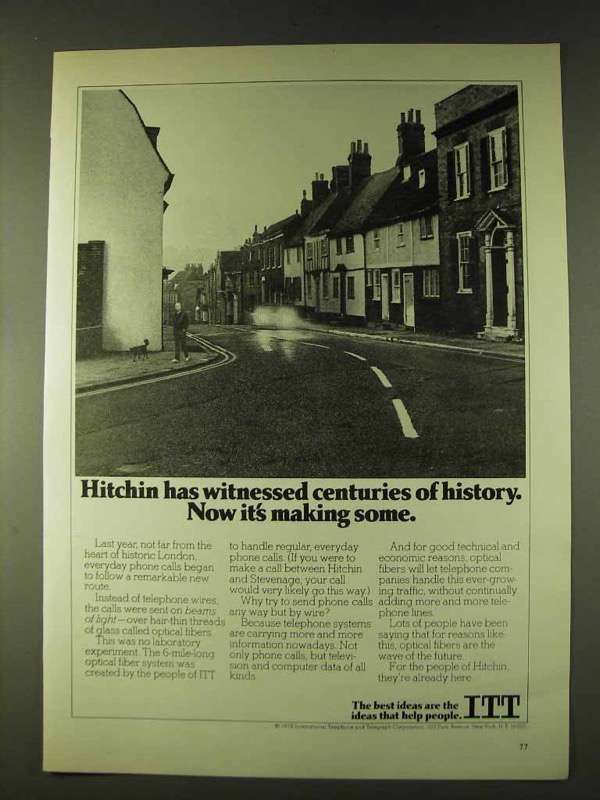 Hitchin has witnessed centuries of history.
Now it's making some.
Last year, not far from the
heart of historic London,
everyday phone calls began
to follow a remarkable new
route.
Instead of telephone wires,
the calls were sent on beams
of light—over hair-thin threads
of glass called optical fibers.
This was no laboratory
experiment. The 6-mile-long
optical fiber system was
created by the people of ITT
to handle regular, everyday
phone calls. (If you were to
make a call between Hitchin
and Stevenage, your call
would very likely go this way.)
Why try to send phone calls
any way but by wire?
Because telephone systems
are carrying more and more
information nowadays. Not
only phone calls, but televi-
sion and computer data of all
kinds.
And for good technical and
economic reasons, optical
fibers will let telephone com-
panies handle this ever-grow-
ing traffic, without continually
adding more and more tele-
phone lines.
Lots of people have been
saying that for reasons like
this, optical fibers are the
wave of the future.
For the people of Hitchin,
they're already here.
The best ideas are the
ideas that help people. ITT
International Telephone and Telegraph Corporation, Park Avenue, New York, N.Y.
77